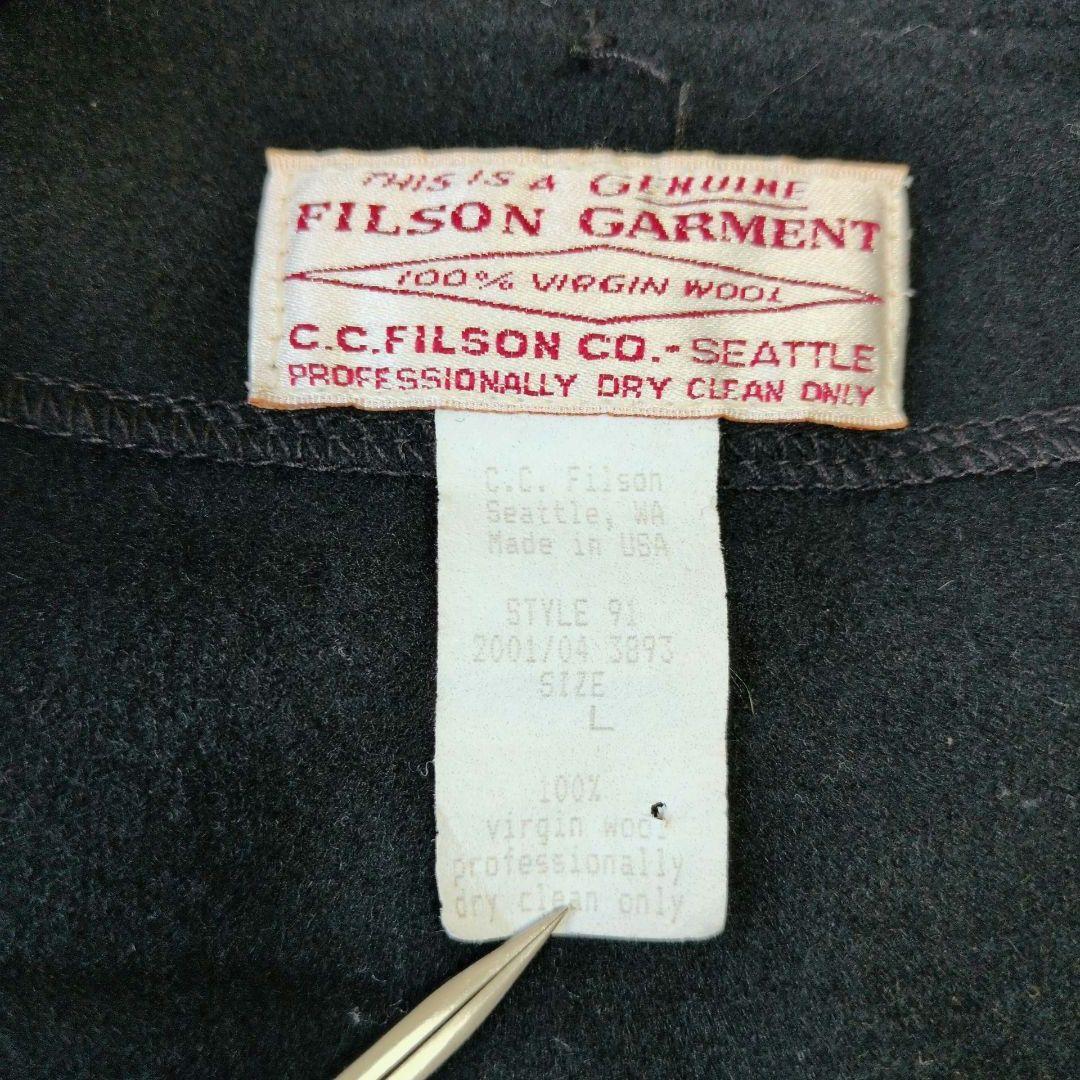 THIS IS A GENUINE
FILSON GARMENT
100% VIRGIN WOOL
C.C.FILSON CO.-SEATTLE
PROFESSIONALLY DRY CLEAN ONLY
C.C. Filson
Seattle, WA
Made in USA
STYLE 91
2001/04 3893
SIZE
L
100%
virgin wool
professionally
dry clean only